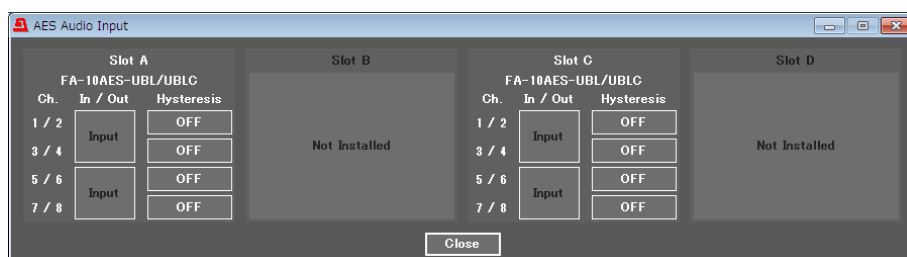 AES Audio Input
Slot A
FA-10AES-UBL/UBLC
Ch. In / Out Hysteresis
1 / 2 OFF
Input
3 / 4 OFF
5 / 6 OFF
Input
7 / 8 OFF
Slot B
Not Installed
Slot C
FA-10AES-UBL/UBLC
Ch. In / Out Hysteresis
1 / 2 OFF
Input
3 / 4 OFF
5 / 6 OFF
Input
7 / 8 OFF
Slot D
Not Installed
Close